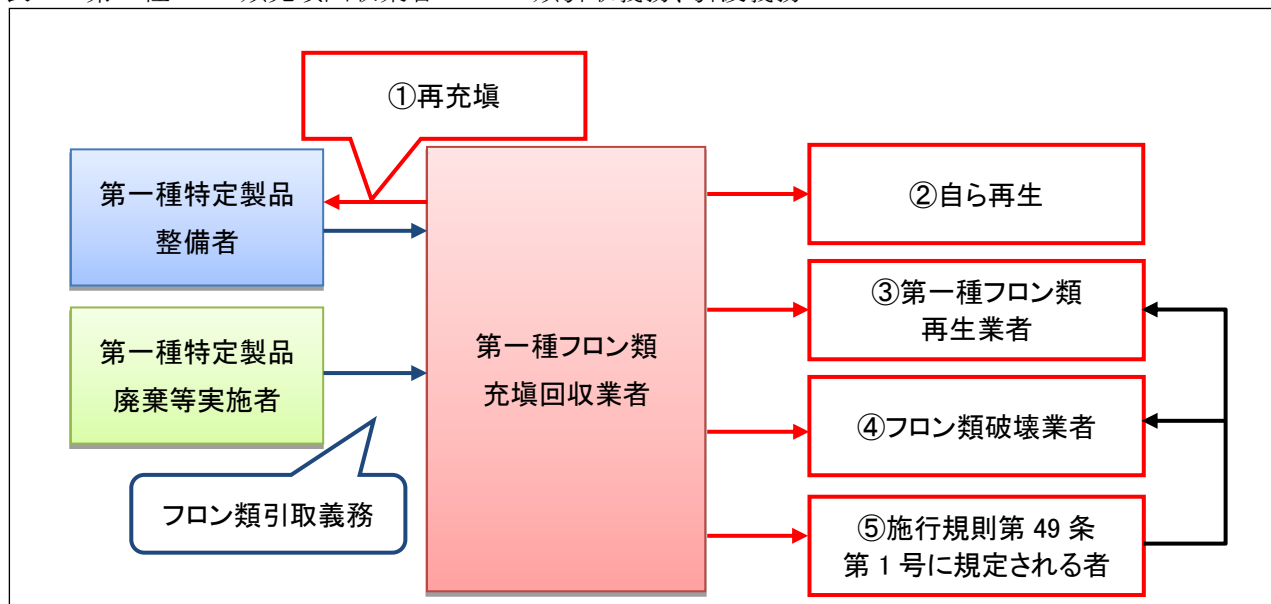 ①再充塡
第一種特定製品
整備者
第一種特定製品
廃棄等実施者
フロン類引取義務
第一種フロン類
充塡回収業者
②自ら再生
③第一種フロン類
再生業者
④フロン類破壊業者
⑤施行規則第 49 条
第 1 号に規定される者